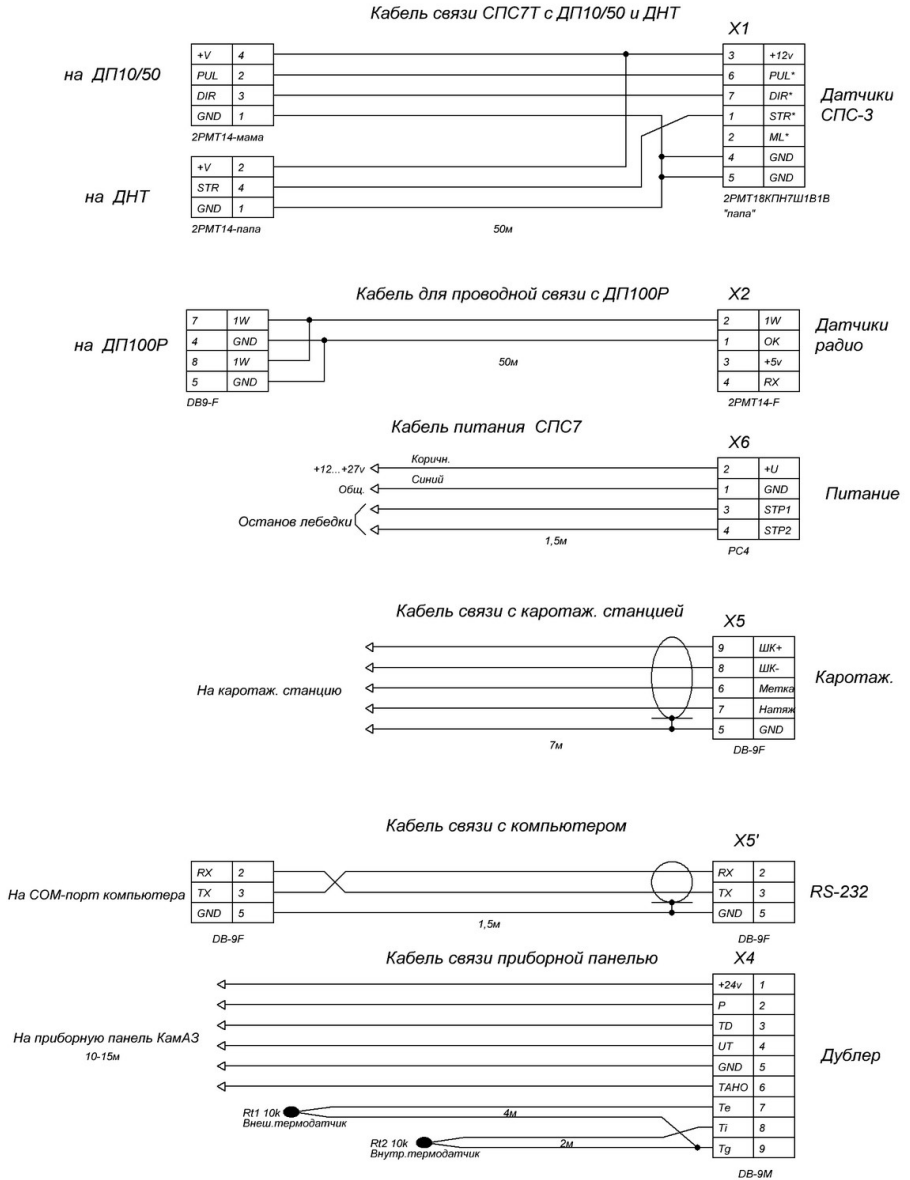 Кабель связи СПС7Т с ДП10/50 и ДНТ
X1
на ДП10/50
+V 4
PUL 2
DIR 3
GND 1
2РМТ14-мама
3 +12v
6 PUL*
7 DIR*
1 STR*
2 ML*
4 GND
5 GND
Датчики
СПС-3
2РМТ18КПН7Ш1В1В
"папа"
на ДНТ
+V 2
STR 4
GND 1
2РМТ14-папа
50м
Кабель для проводной связи с ДП100Р
X2
на ДП100Р
7 1W
4 GND
8 1W
5 GND
DB9-F
50м
2 1W
1 OK
3 +5v
4 RX
2РМТ14-F
Датчики
радио
Кабель питания СПС7
X6
+12...+27v
Коричн.
Общ.
Синий
Останов лебедки
1,5м
2 +U
1 GND
3 STP1
4 STP2
PC4
Питание
Кабель связи с каротаж. станцией
X5
На каротаж. станцию
7м
9 ШК+
8 ШК-
6 Метка
7 Натяж
5 GND
DB-9F
Каротаж.
Кабель связи с компьютером
X5'
На COM-порт компьютера
RX 2
TX 3
GND 5
DB-9F
1,5м
RX 2
TX 3
GND 5
DB-9F
RS-232
Кабель связи приборной панелью
X4
На приборную панель КамАЗ
10-15м
+24v 1
P 2
TD 3
UT 4
GND 5
TAHO 6
Te 7
Ti 8
Tg 9
DB-9M
Дублер
Rt1 10k
Внеш.термодатчик
4м
Rt2 10k
Внутр.термодатчик
2м